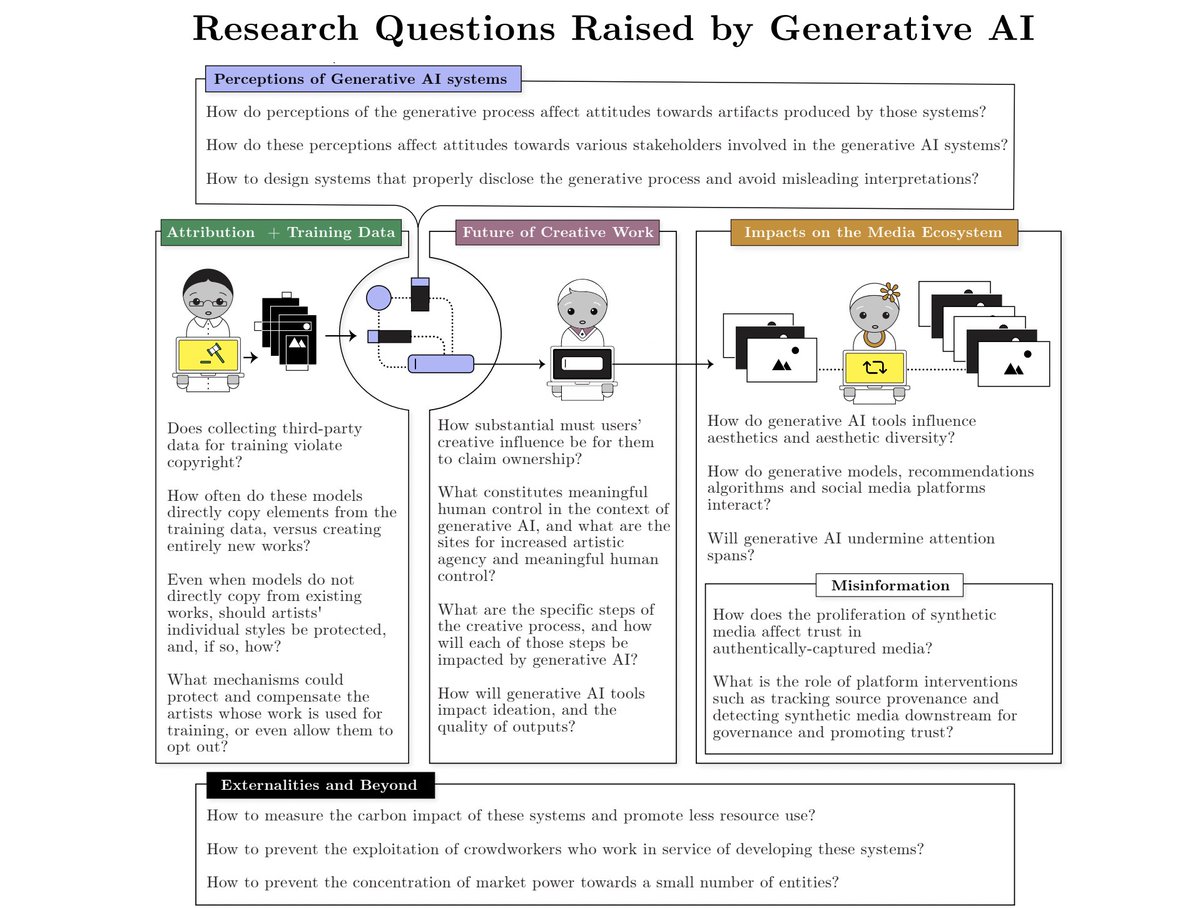 Research Questions Raised by Generative AI
Perceptions of Generative AI systems
How do perceptions of the generative process affect attitudes towards artifacts produced by those systems?
How do these perceptions affect attitudes towards various stakeholders involved in the generative AI systems?
How to design systems that properly disclose the generative process and avoid misleading interpretations?
Attribution + Training Data
Does collecting third-party
data for training violate
copyright?
How often do these models
directly copy elements from the
training data, versus creating
entirely new works?
Even when models do not
directly copy from existing
works, should artists'
individual styles be protected,
and, if so, how?
What mechanisms could
protect and compensate the
artists whose work is used for
training, or even allow them to
opt out?
Future of Creative Work
How substantial must users'
creative influence be for them
to claim ownership?
What constitutes meaningful
human control in the context of
generative AI, and what are the
sites for increased artistic
agency and meaningful human
control?
What are the specific steps of
the creative process, and how
will each of those steps be
impacted by generative AI?
How will generative AI tools
impact ideation, and the
quality of outputs?
Impacts on the Media Ecosystem
How do generative AI tools influence
aesthetics and aesthetic diversity?
How do generative models, recommendations
algorithms and social media platforms
interact?
Will generative AI undermine attention
spans?
Misinformation
How does the proliferation of synthetic
media affect trust in
authentically-captured media?
What is the role of platform interventions
such as tracking source provenance and
detecting synthetic media downstream for
governance and promoting trust?
Externalities and Beyond
How to measure the carbon impact of these systems and promote less resource use?
How to prevent the exploitation of crowdworkers who work in service of developing these systems?
How to prevent the concentration of market power towards a small number of entities?